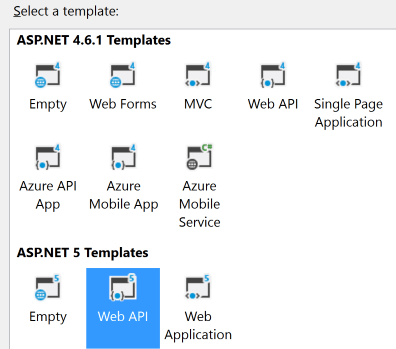 Select a template:
ASP.NET 4.6.1 Templates
Empty
Web Forms
MVC
Web API
Single Page
Application
Azure API
App
Azure
Mobile App
Azure
Mobile
Service
ASP.NET 5 Templates
Empty
Web API
Web
Application